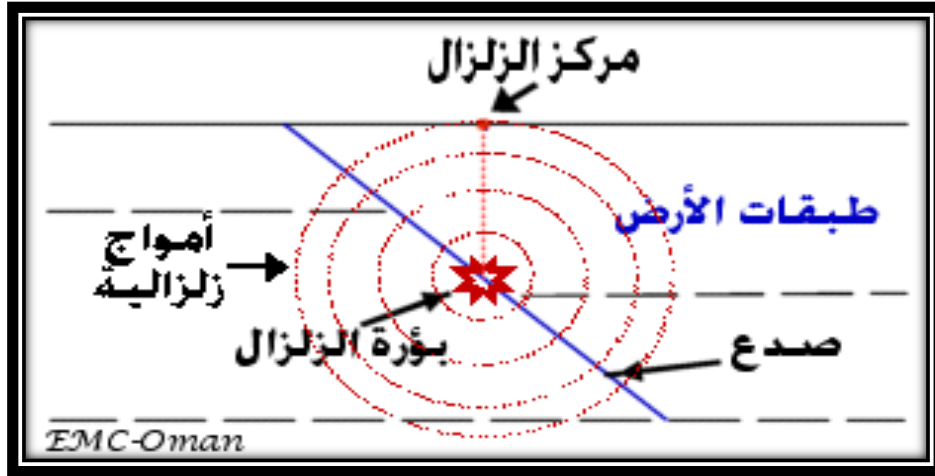 مركز الزلزال
طبقات الأرض
أمواج
زلزالية
بؤرة الزلزال
صدع
EMC-Oman